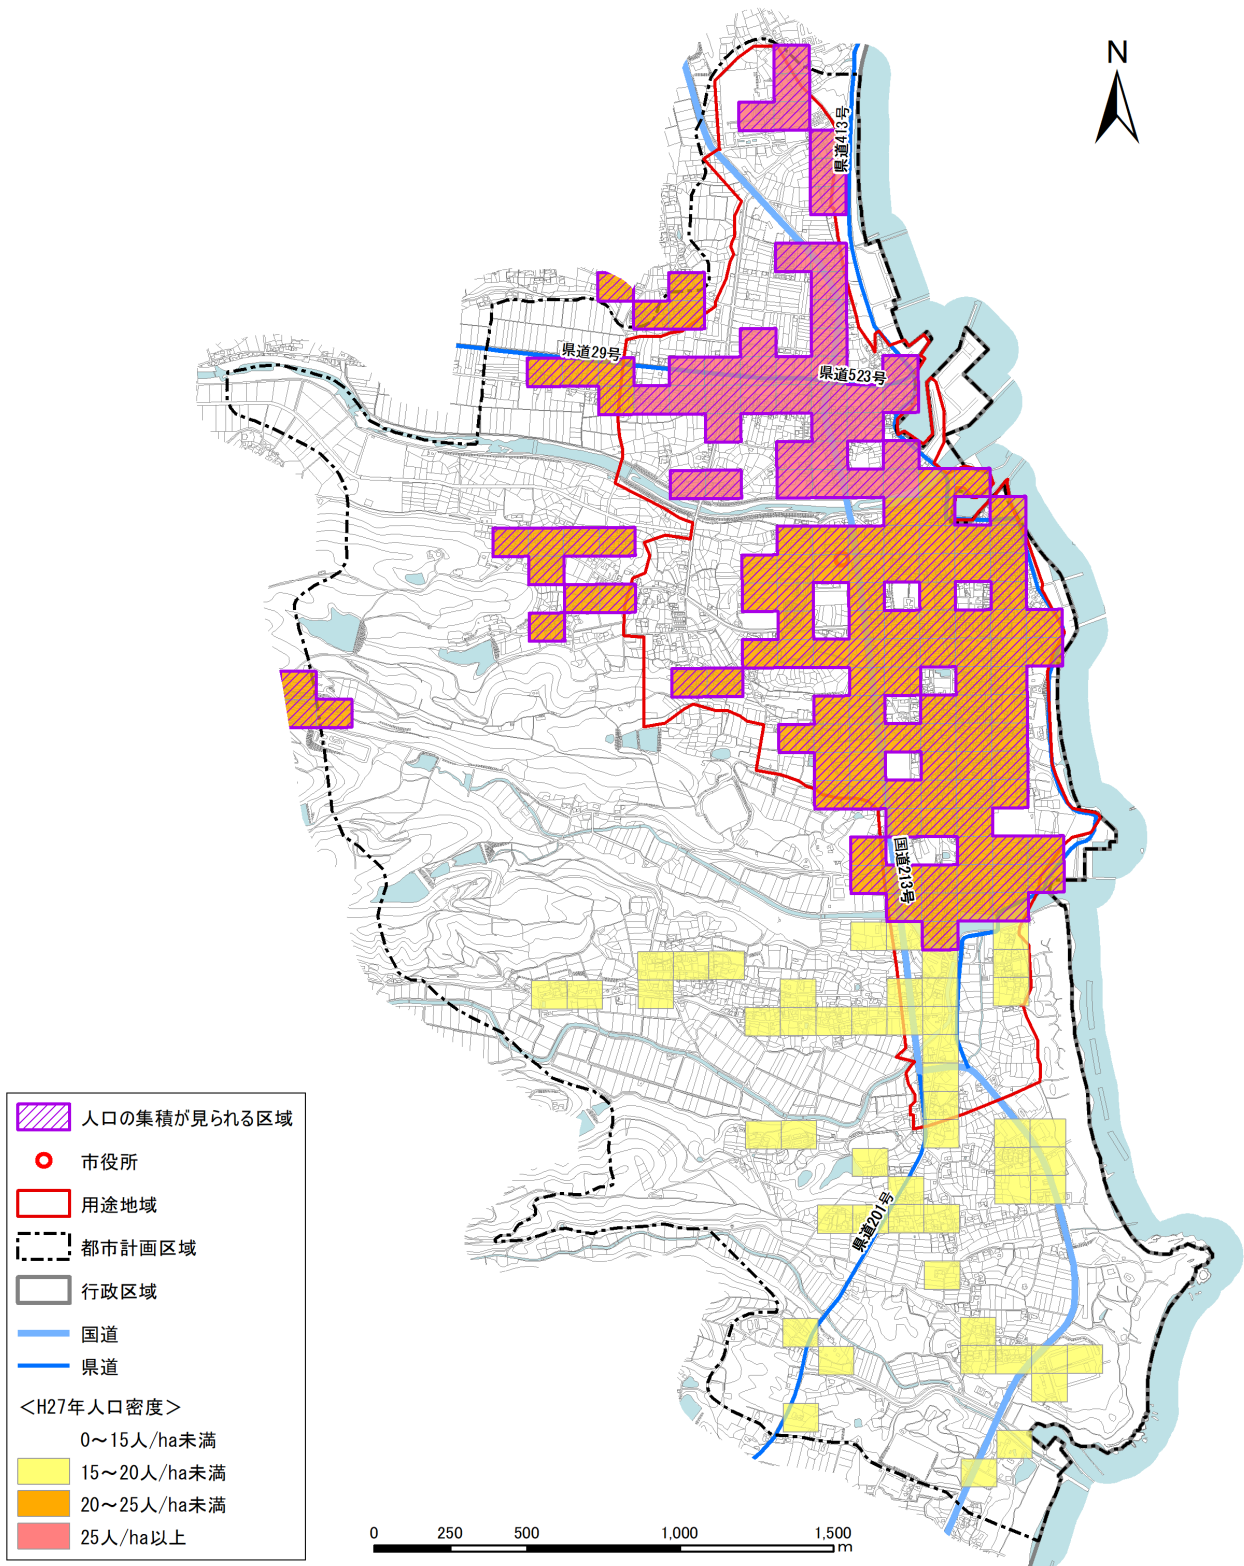 N
県道413号
県道29号
県道523号
国道213号
県道201号
人口の集積が見られる区域
市役所
用途地域
都市計画区域
行政区域
国道
県道
＜H27年人口密度＞
0～15人/ha未満
15～20人/ha未満
20～25人/ha未満
25人/ha以上
0 250 500 1,000 1,500
m